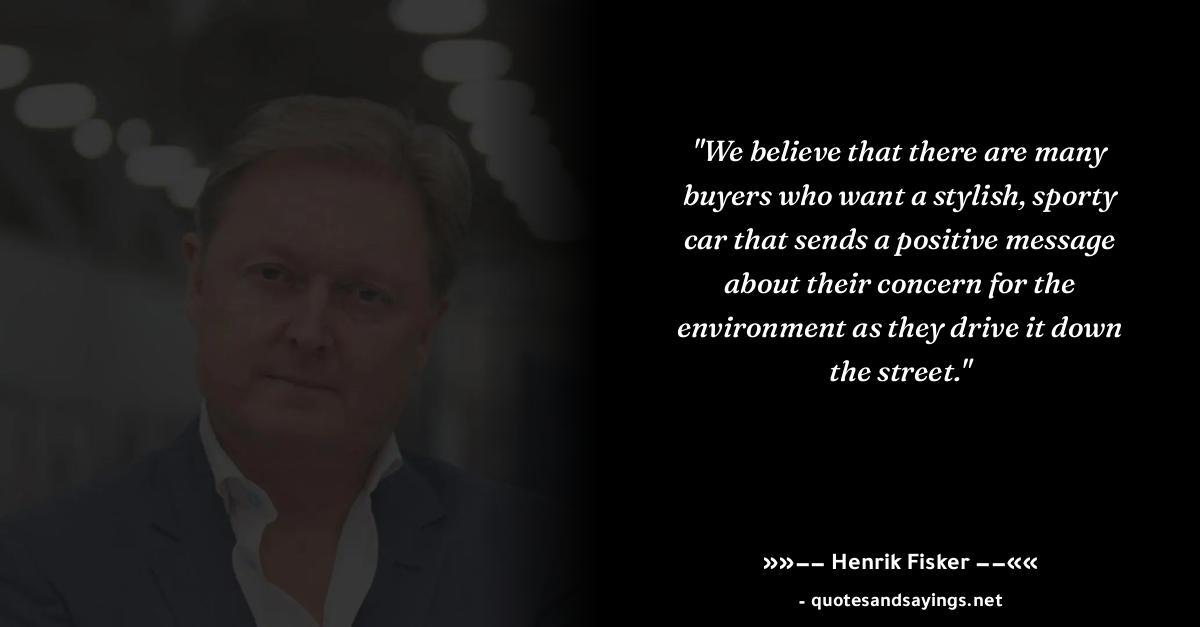 "We believe that there are many
buyers who want a stylish, sporty
car that sends a positive message
about their concern for the
environment as they drive it down
the street."
»»−− Henrik Fisker −−««
- quotesandsayings.net